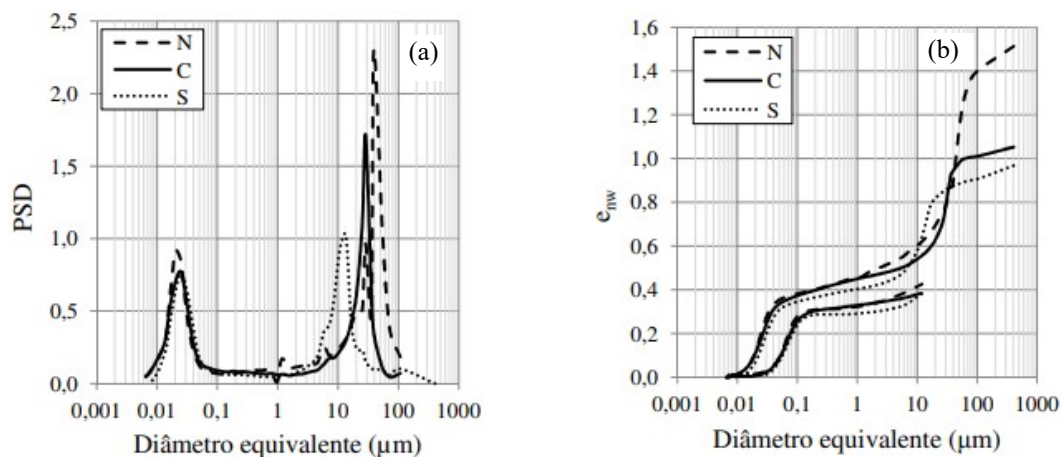 2,5
2,0
1,5
1,0
0,5
0,0
PSD
N
C
S
(a)
0,001 0,01 0,1 1 10 100 1000
Diâmetro equivalente (µm)
1,6
1,4
1,2
1,0
0,8
0,6
0,4
0,2
0,0
e_nw
N
C
S
(b)
0,001 0,01 0,1 1 10 100 1000
Diâmetro equivalente (µm)